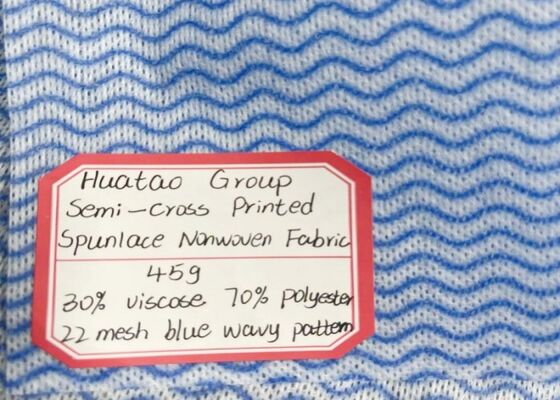 Huatao Group
Semi-cross Printed
Spunlace Nonwoven Fabric
45g
30% viscose 70% polyester
22 mesh blue wavy pattern